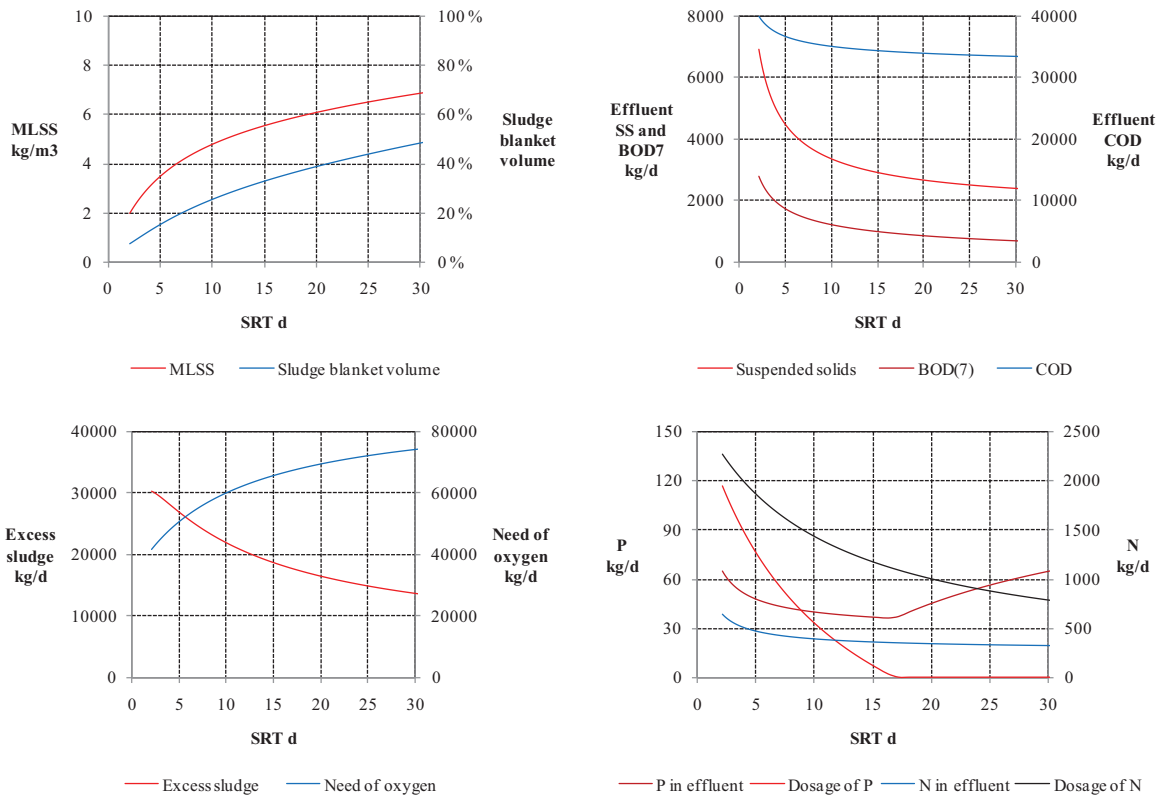 10
8
6
4
2
0
100%
80%
60%
40%
20%
0%
MLSS
kg/m3
Sludge
blanket
volume
0 5 10 15 20 25 30
SRT d
MLSS Sludge blanket volume
8000
6000
4000
2000
0
40000
30000
20000
10000
0
Effluent
SS and
BOD7
kg/d
Effluent
COD
kg/d
0 5 10 15 20 25 30
SRT d
Suspended solids BOD(7) COD
40000
30000
20000
10000
0
80000
60000
40000
20000
0
Excess
sludge
kg/d
Need of
oxygen
kg/d
0 5 10 15 20 25 30
SRT d
Excess sludge Need of oxygen
150
120
90
60
30
0
2500
2000
1500
1000
500
0
P
kg/d
N
kg/d
0 5 10 15 20 25 30
SRT d
P in effluent Dosage of P N in effluent Dosage of N